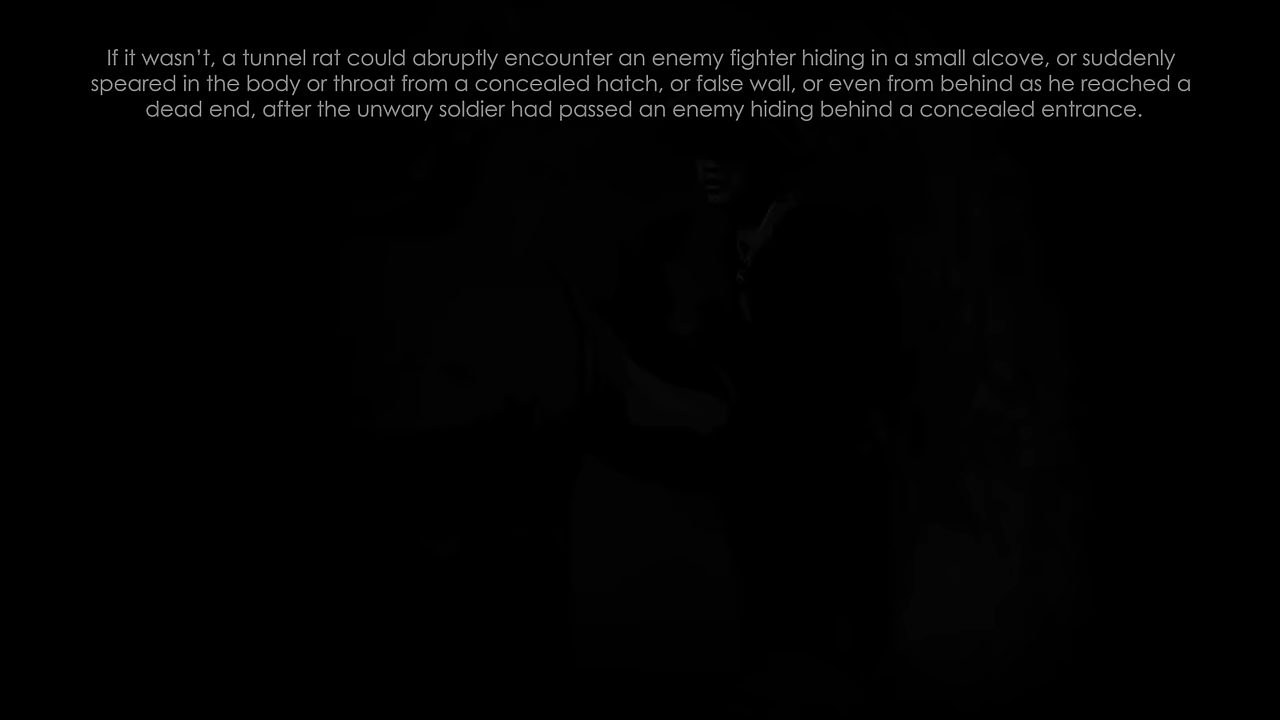 If it wasn’t, a tunnel rat could abruptly encounter an enemy fighter hiding in a small alcove, or suddenly
speared in the body or throat from a concealed hatch, or false wall, or even from behind as he reached a
dead end, after the unwary soldier had passed an enemy hiding behind a concealed entrance.